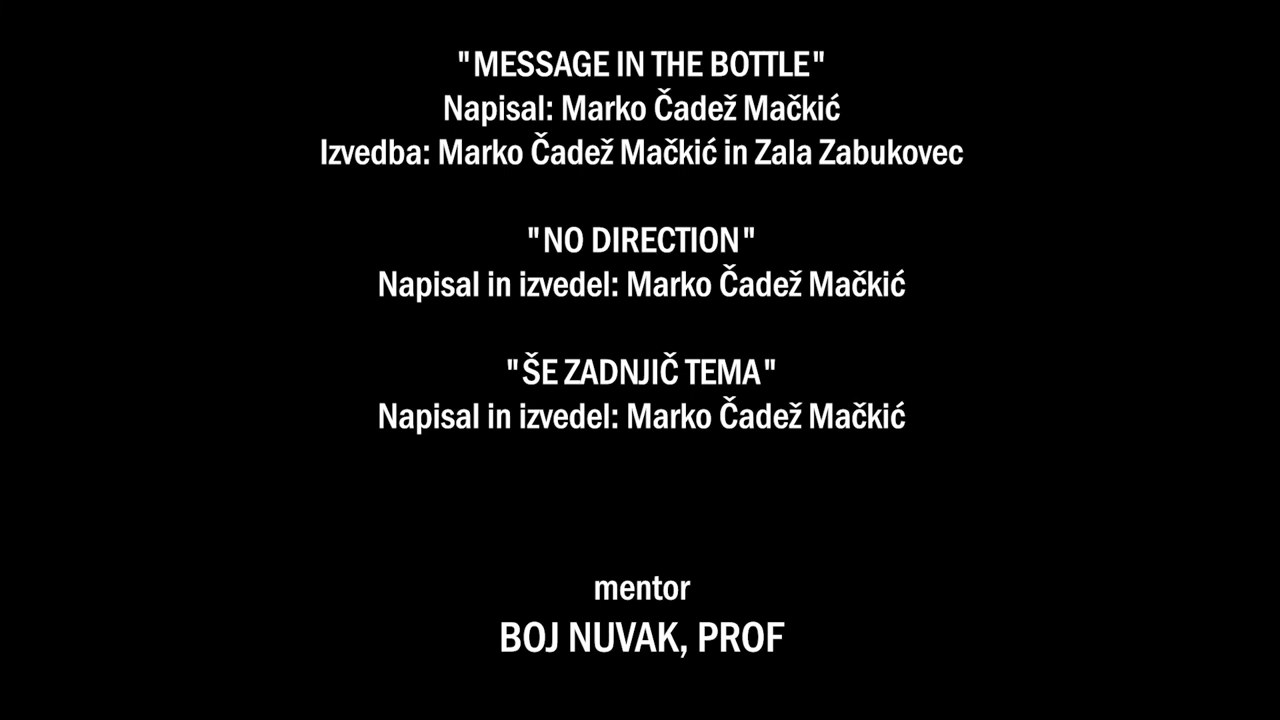 "MESSAGE IN THE BOTTLE"
Napisal: Marko Čadež Mačkić
Izvedba: Marko Čadež Mačkić in Zala Zabukovec
"NO DIRECTION"
Napisal in izvedel: Marko Čadež Mačkić
"ŠE ZADNJIČ TEMA"
Napisal in izvedel: Marko Čadež Mačkić
mentor
BOJ NUVAK, PROF